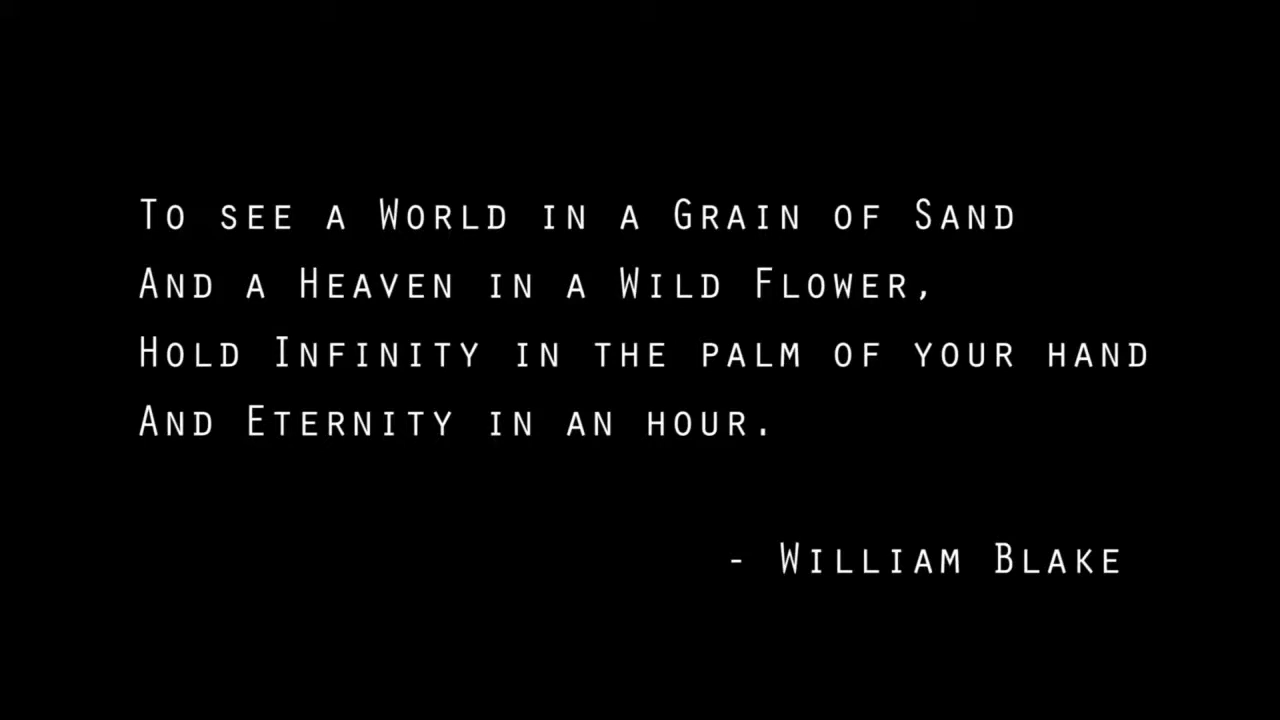 To see a World in a Grain of Sand
And a Heaven in a Wild Flower,
Hold Infinity in the palm of your hand
And Eternity in an hour.
- William Blake